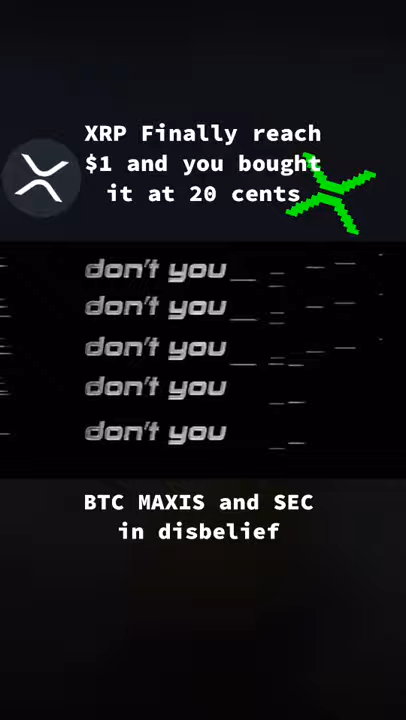 XRP Finally reach
$1 and you bought
it at 20 cents
don't you
don't you
don't you
don't you
don't you
BTC MAXIS and SEC
in disbelief